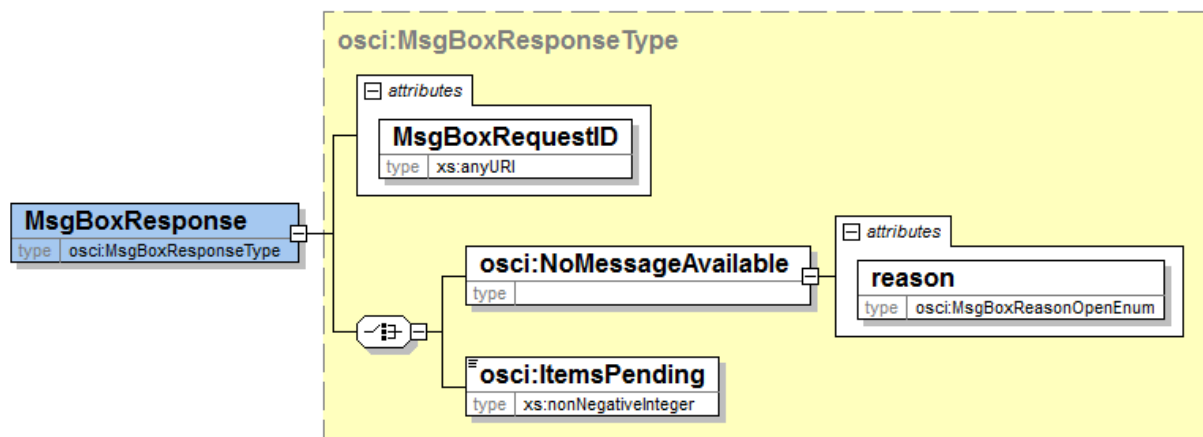 osci:MsgBoxResponseType
attributes
MsgBoxRequestID
type xs:anyURI
MsgBoxResponse
type osci:MsgBoxResponseType
osci:NoMessageAvailable
type
attributes
reason
type osci:MsgBoxReasonOpenEnum
osci:ItemsPending
type xs:nonNegativeInteger